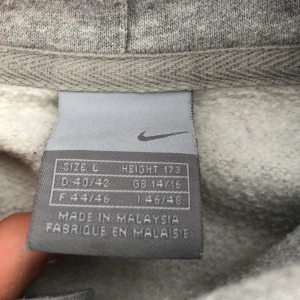 SIZE L HEIGHT 173
D 40/42 GB 14/16
F 44/46 I 46/48
MADE IN MALAYSIA
FABRIQUE EN MALAISIE